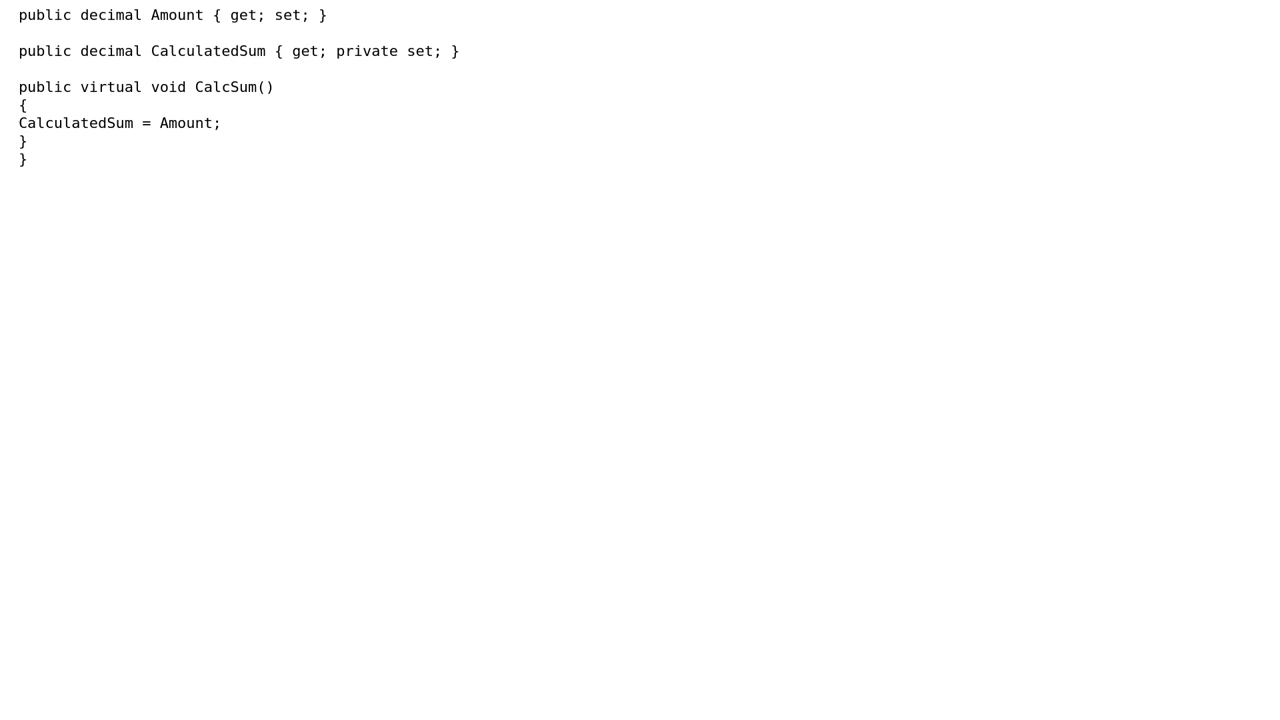 public decimal Amount { get; set; }
public decimal CalculatedSum { get; private set; }
public virtual void CalcSum()
{
CalculatedSum = Amount;
}
}